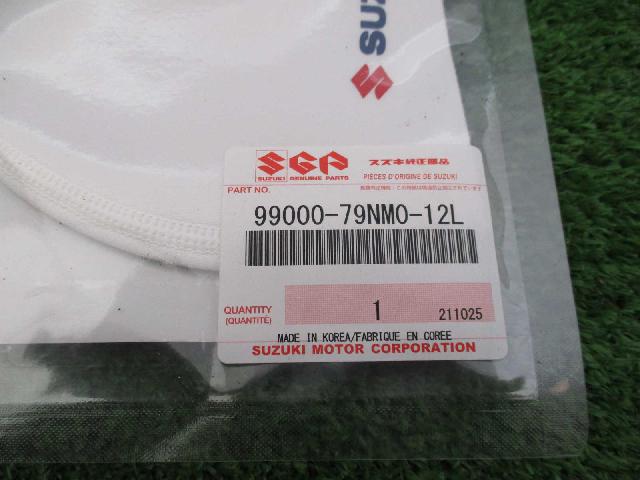 SUZ
SGP
SUZUKI GENUINE PARTS
スズキ純正部品
PIÈCES D'ORIGINE DE SUZUKI
PART NO.
99000-79NM0-12L
QUANTITY
(QUANTITÉ)
1
211025
MADE IN KOREA/FABRIQUE EN COREE
SUZUKI MOTOR CORPORATION